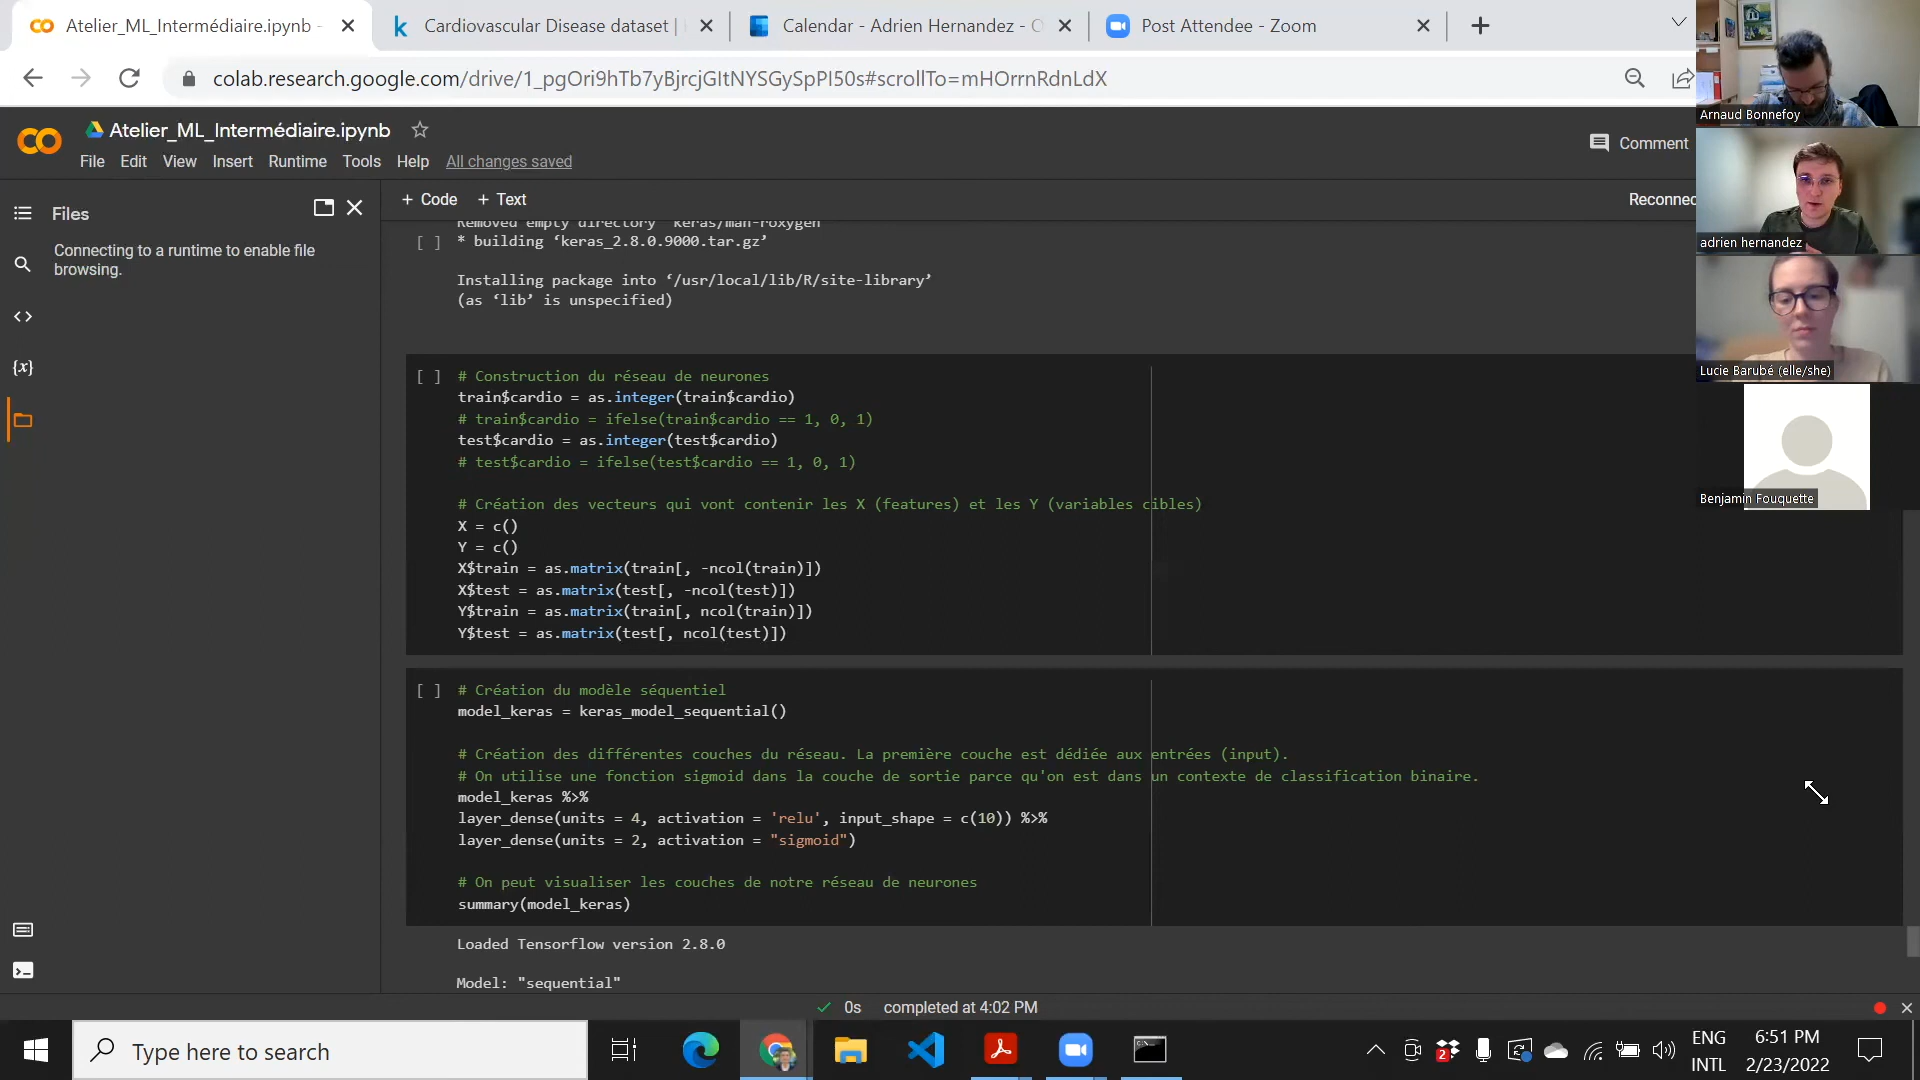 Atelier_ML_Intermédiaire.ipynb -
Cardiovascular Disease dataset |
Calendar - Adrien Hernandez - O
Post Attendee - Zoom
colab.research.google.com/drive/1_pgOri9hTb7yBjrcjGItNYSGySpPl50s#scrollTo=mHOrrnRdnLdX
Atelier_ML_Intermédiaire.ipynb
File Edit View Insert Runtime Tools Help All changes saved
Comment
Arnaud Bonnefoy
adrien hernandez
Lucie Barubé (elle/she)
Benjamin Fouquette
Files
Connecting to a runtime to enable file
browsing.
+ Code + Text
Reconnec
Removed empty directory ‘keras/man-roxygen’
[ ] * building ‘keras_2.8.0.9000.tar.gz’
Installing package into ‘/usr/local/lib/R/site-library’
(as ‘lib’ is unspecified)
[ ] # Construction du réseau de neurones
train$cardio = as.integer(train$cardio)
# train$cardio = ifelse(train$cardio == 1, 0, 1)
test$cardio = as.integer(test$cardio)
# test$cardio = ifelse(test$cardio == 1, 0, 1)
# Création des vecteurs qui vont contenir les X (features) et les Y (variables cibles)
X = c()
Y = c()
X$train = as.matrix(train[, -ncol(train)])
X$test = as.matrix(test[, -ncol(test)])
Y$train = as.matrix(train[, ncol(train)])
Y$test = as.matrix(test[, ncol(test)])
[ ] # Création du modèle séquentiel
model_keras = keras_model_sequential()
# Création des différentes couches du réseau. La première couche est dédiée aux entrées (input).
# On utilise une fonction sigmoid dans la couche de sortie parce qu'on est dans un contexte de classification binaire.
model_keras %>%
layer_dense(units = 4, activation = 'relu', input_shape = c(10)) %>%
layer_dense(units = 2, activation = "sigmoid")
# On peut visualiser les couches de notre réseau de neurones
summary(model_keras)
Loaded Tensorflow version 2.8.0
Model: "sequential"
0s completed at 4:02 PM
Type here to search
2
ENG
INTL
6:51 PM
2/23/2022